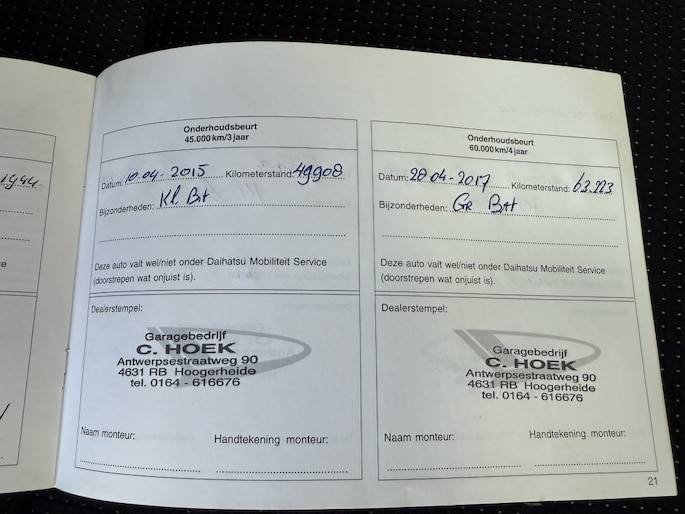 1944
e
Onderhoudsbeurt
45.000 km/3 jaar
Datum: 10.04-2015 Kilometerstand: 49908
Bijzonderheden: Kl Bt
Deze auto valt wel/niet onder Daihatsu Mobiliteit Service
(doorstrepen wat onjuist is).
Dealerstempel:
Garagebedrijf
C. HOEK
Antwerpsestraatweg 90
4631 RB Hoogerheide
tel. 0164 - 616676
Naam monteur: Handtekening monteur:
Onderhoudsbeurt
60.000 km/4 jaar
Datum: 28.04-2017 Kilometerstand: 63.223
Bijzonderheden: GR Bt
Deze auto valt wel/niet onder Daihatsu Mobiliteit Service
(doorstrepen wat onjuist is).
Dealerstempel:
Garagebedrijf
C. HOEK
Antwerpsestraatweg 90
4631 RB Hoogerheide
tel. 0164 - 616676
Naam monteur: Handtekening monteur:
21